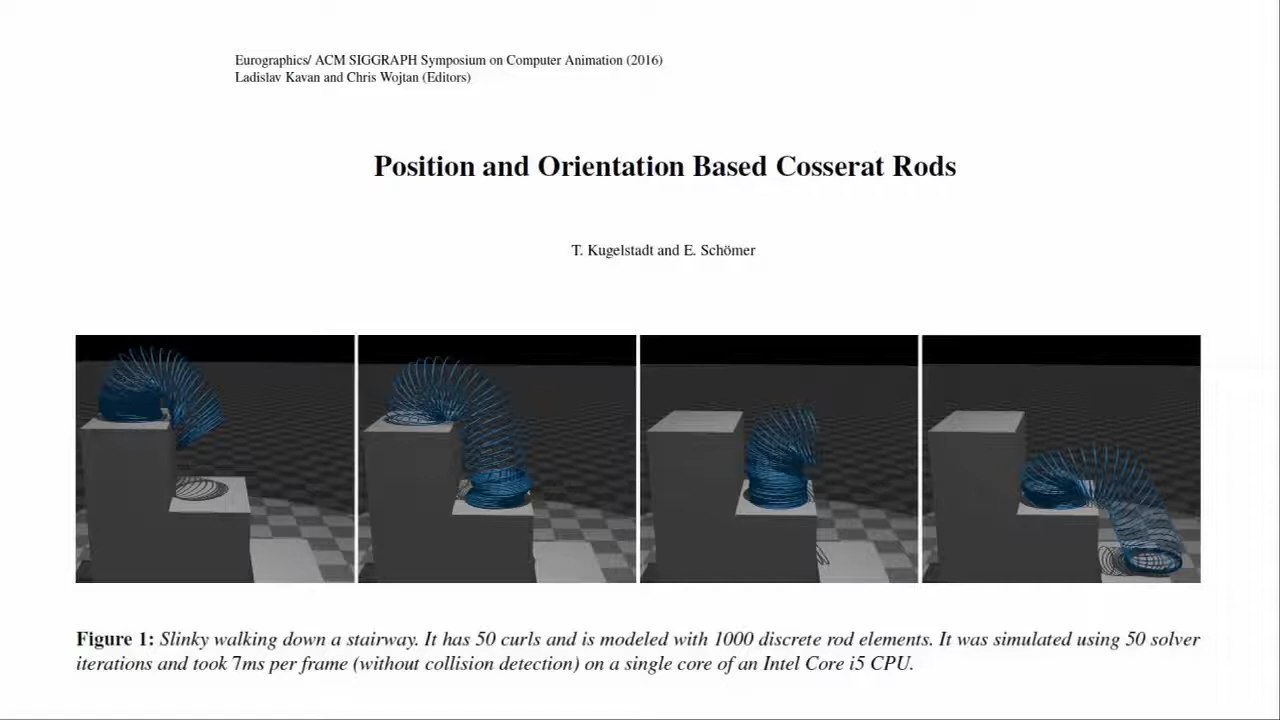 Eurographics/ ACM SIGGRAPH Symposium on Computer Animation (2016)
Ladislav Kavan and Chris Wojtan (Editors)
Position and Orientation Based Cosserat Rods
T. Kugelstadt and E. Schömer
Figure 1: Slinky walking down a stairway. It has 50 curls and is modeled with 1000 discrete rod elements. It was simulated using 50 solver
iterations and took 7ms per frame (without collision detection) on a single core of an Intel Core i5 CPU.